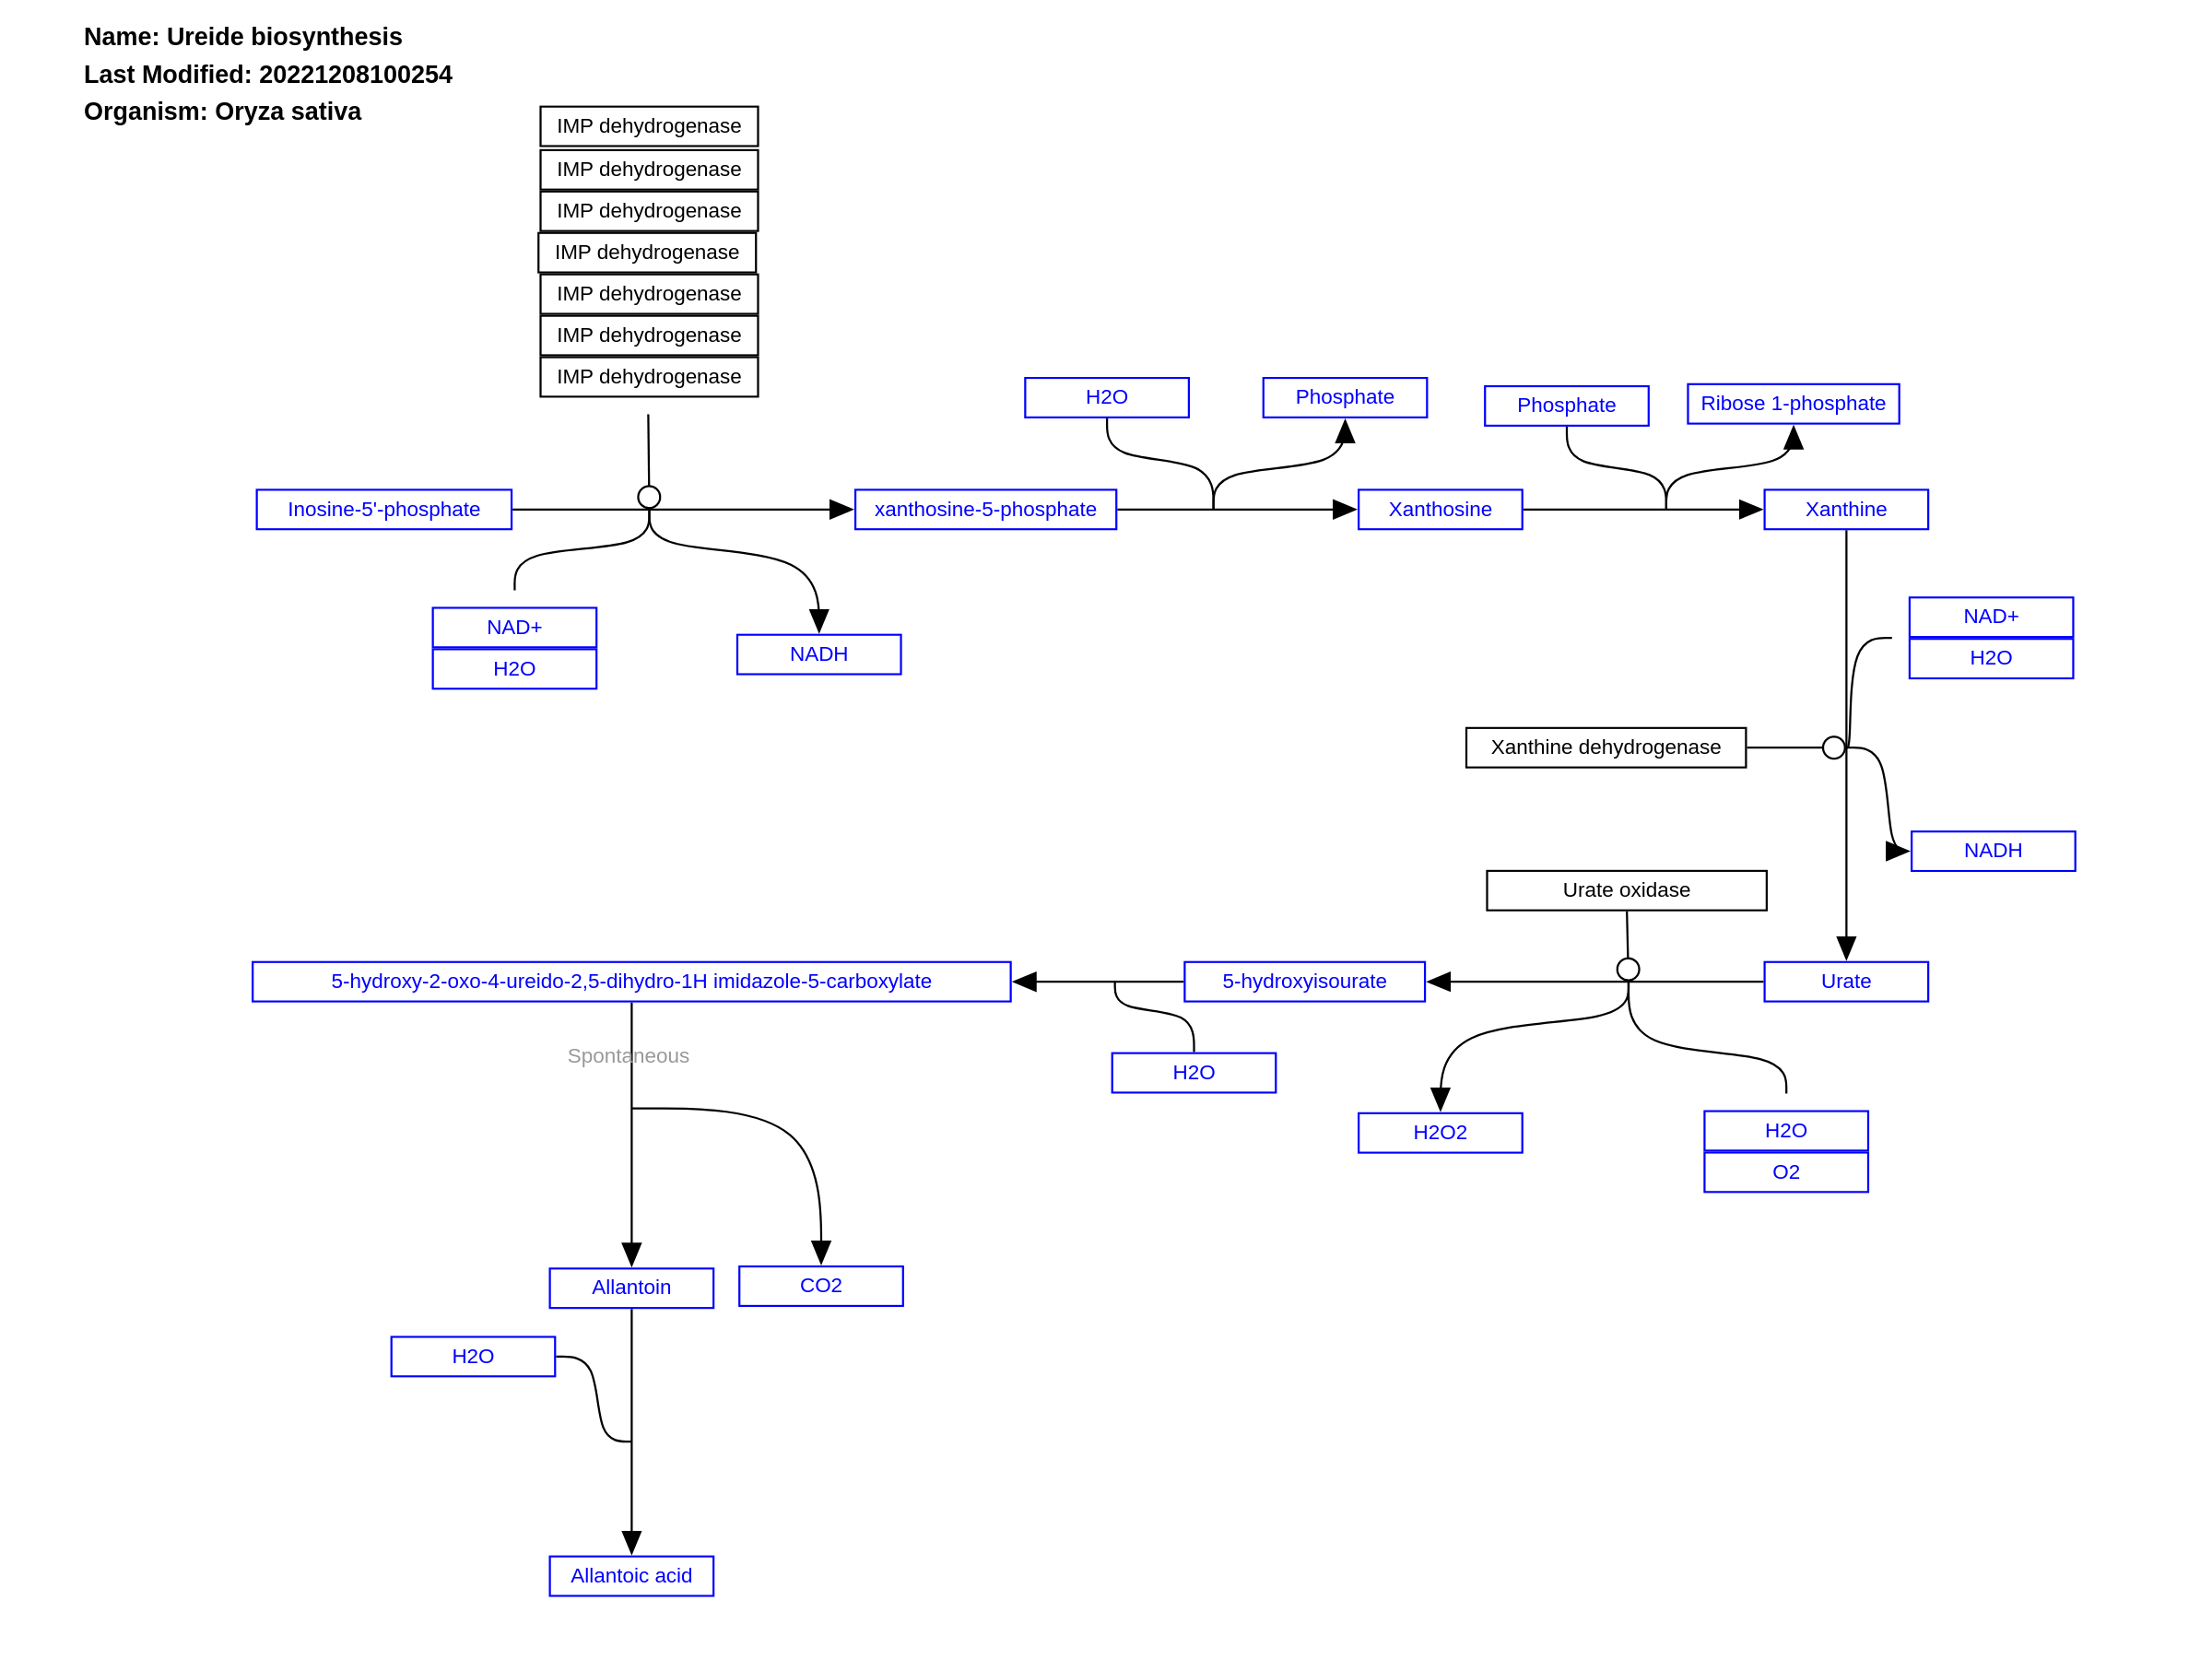 Name: Ureide biosynthesis
Last Modified: 20221208100254
Organism: Oryza sativa
IMP dehydrogenase
IMP dehydrogenase
IMP dehydrogenase
IMP dehydrogenase
IMP dehydrogenase
IMP dehydrogenase
IMP dehydrogenase
H2O
Phosphate
Phosphate
Ribose 1-phosphate
Inosine-5'-phosphate
xanthosine-5-phosphate
Xanthosine
Xanthine
NAD+
H2O
NADH
NAD+
H2O
Xanthine dehydrogenase
NADH
Urate oxidase
5-hydroxy-2-oxo-4-ureido-2,5-dihydro-1H imidazole-5-carboxylate
5-hydroxyisourate
Urate
Spontaneous
H2O
H2O2
H2O
O2
Allantoin
CO2
H2O
Allantoic acid